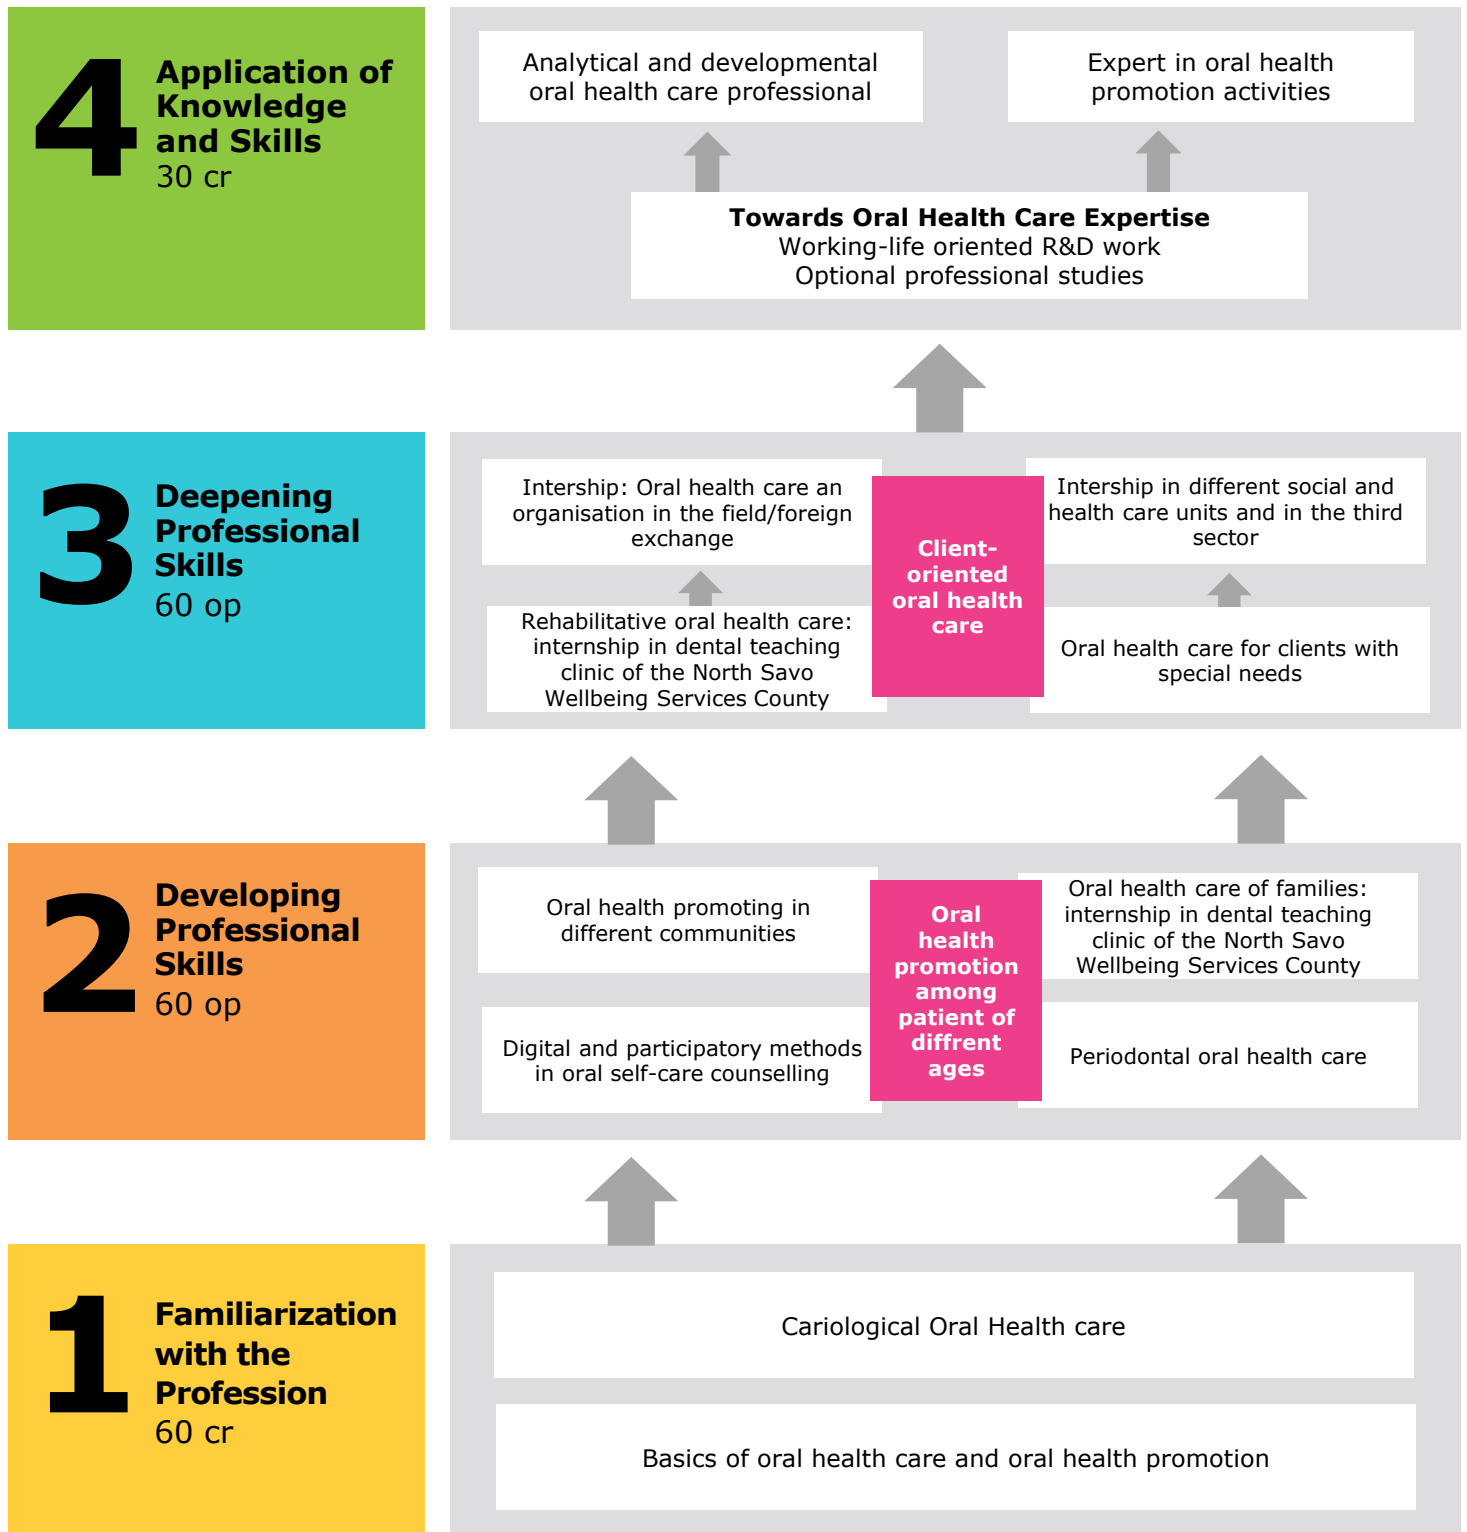 4
Application of
Knowledge
and Skills
30 cr
Analytical and developmental
oral health care professional
Expert in oral health
promotion activities
Towards Oral Health Care Expertise
Working-life oriented R&D work
Optional professional studies
3
Deepening
Professional
Skills
60 op
Intership: Oral health care an
organisation in the field/foreign
exchange
Rehabilitative oral health care:
internship in dental teaching
clinic of the North Savo
Wellbeing Services County
Client-
oriented
oral health
care
Intership in different social and
health care units and in the third
sector
Oral health care for clients with
special needs
2
Developing
Professional
Skills
60 op
Oral health promoting in
different communities
Digital and participatory methods
in oral self-care counselling
Oral
health
promotion
among
patient of
diffrent
ages
Oral health care of families:
internship in dental teaching
clinic of the North Savo
Wellbeing Services County
Periodontal oral health care
1
Familiarization
with the
Profession
60 cr
Cariological Oral Health care
Basics of oral health care and oral health promotion